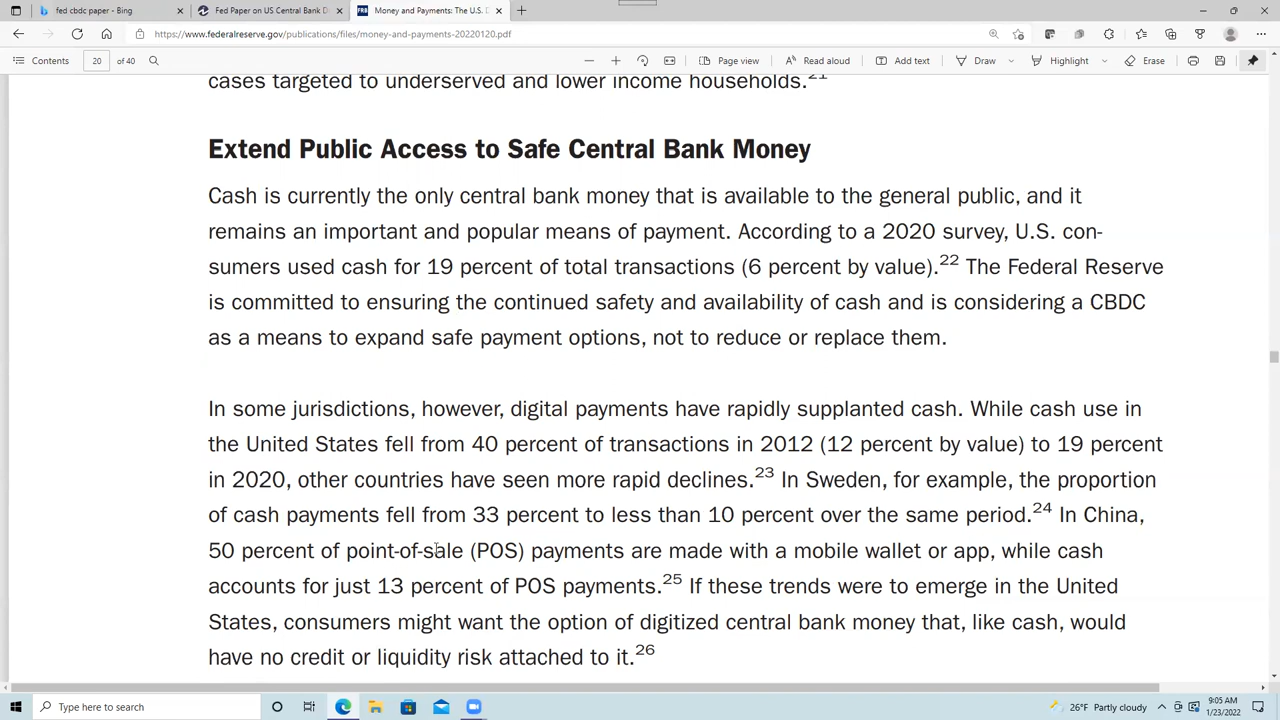 fed cbdc paper - Bing
Fed Paper on US Central Bank D
Money and Payments: The U.S. D
https://www.federalreserve.gov/publications/files/money-and-payments-20220120.pdf
Contents 20 of 40 Page view Read aloud Add text Draw Highlight Erase
cases targeted to underserved and lower income households.21
Extend Public Access to Safe Central Bank Money
Cash is currently the only central bank money that is available to the general public, and it
remains an important and popular means of payment. According to a 2020 survey, U.S. con-
sumers used cash for 19 percent of total transactions (6 percent by value).22 The Federal Reserve
is committed to ensuring the continued safety and availability of cash and is considering a CBDC
as a means to expand safe payment options, not to reduce or replace them.
In some jurisdictions, however, digital payments have rapidly supplanted cash. While cash use in
the United States fell from 40 percent of transactions in 2012 (12 percent by value) to 19 percent
in 2020, other countries have seen more rapid declines.23 In Sweden, for example, the proportion
of cash payments fell from 33 percent to less than 10 percent over the same period.24 In China,
50 percent of point-of-sale (POS) payments are made with a mobile wallet or app, while cash
accounts for just 13 percent of POS payments.25 If these trends were to emerge in the United
States, consumers might want the option of digitized central bank money that, like cash, would
have no credit or liquidity risk attached to it.26
Type here to search
26°F Partly cloudy
9:05 AM
1/23/2022